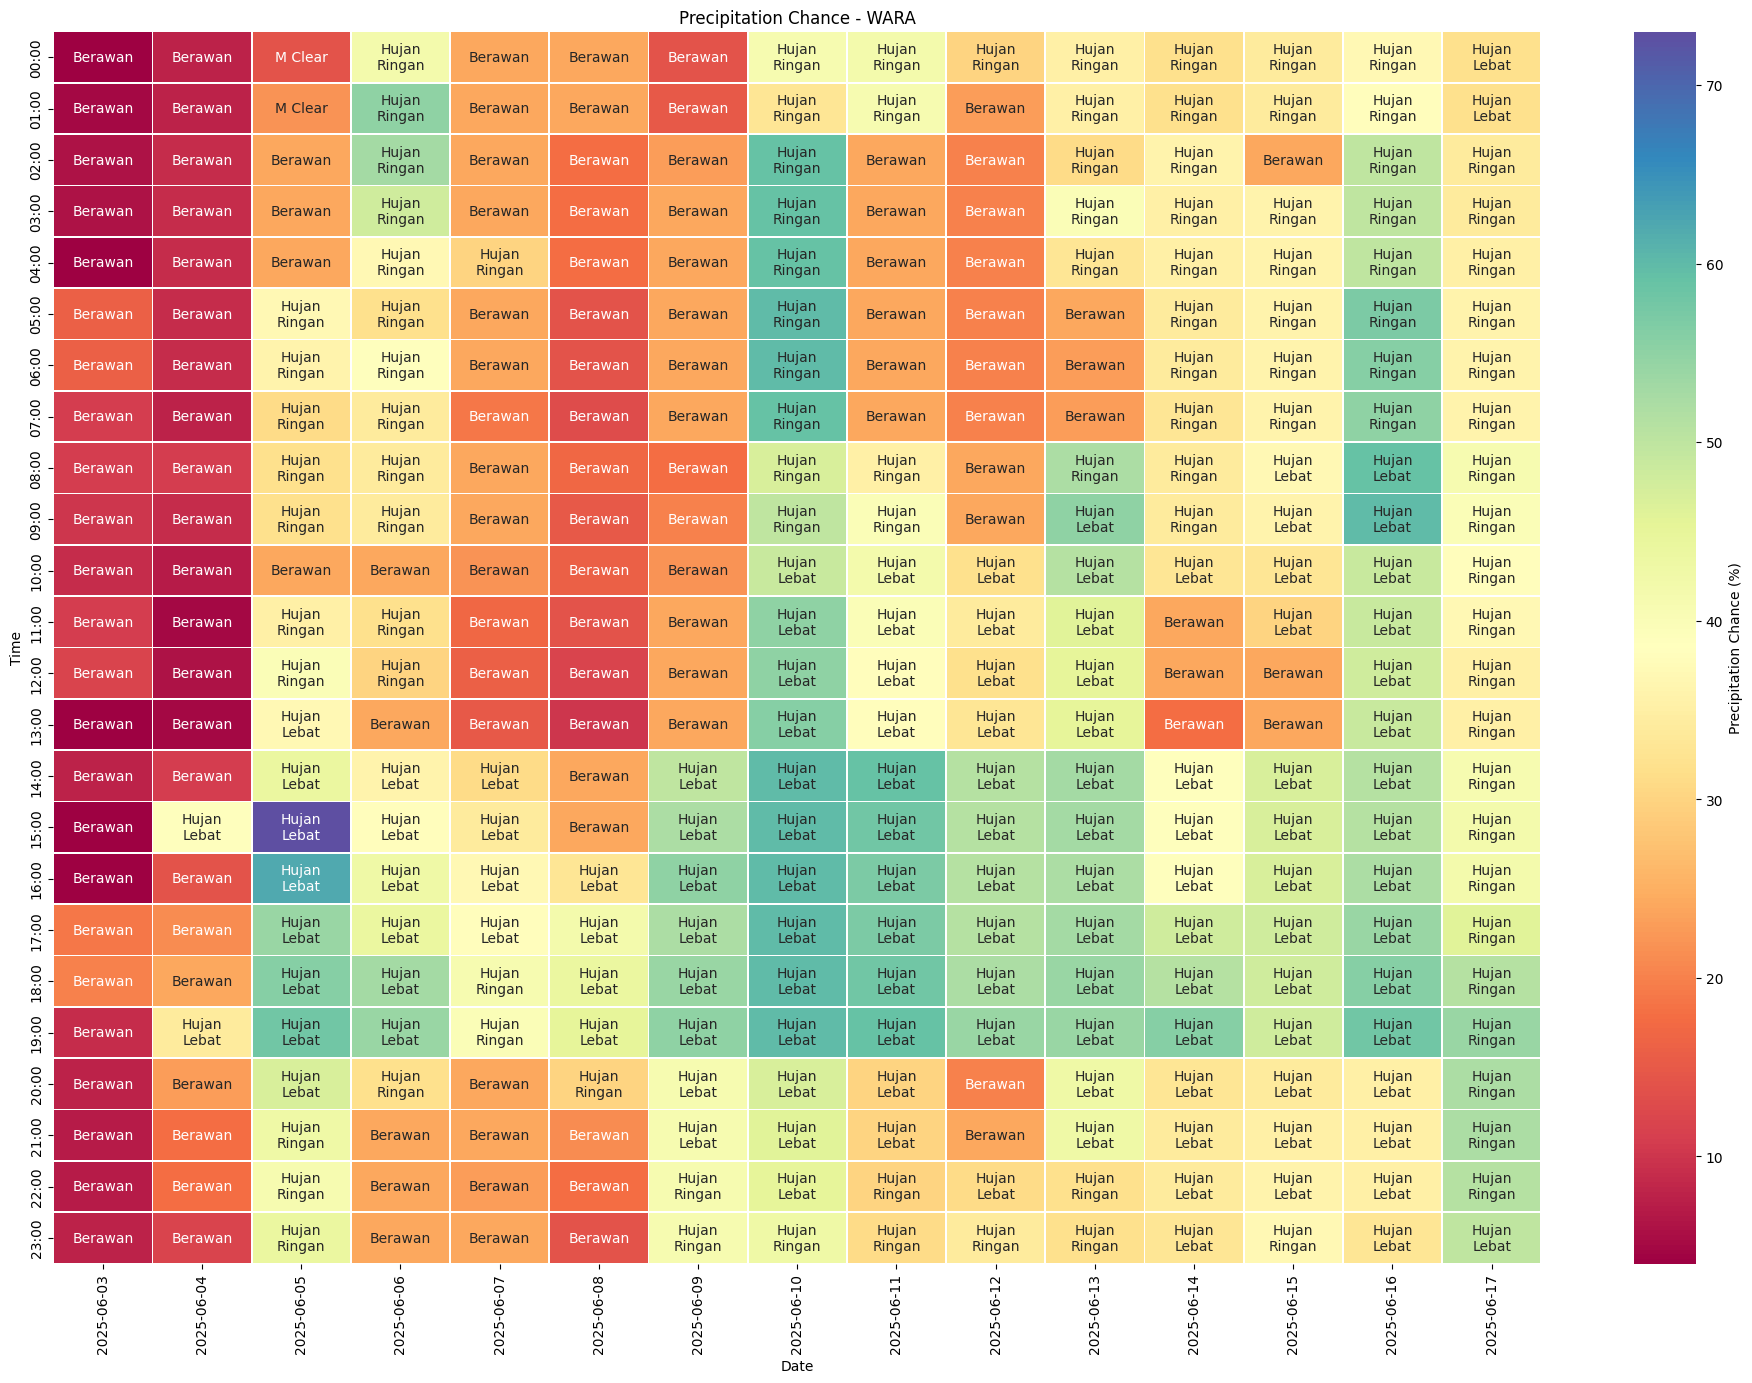 Precipitation Chance - WARA
00:00 Berawan Berawan M Clear Hujan Ringan Berawan Berawan Berawan Hujan Ringan Hujan Ringan Hujan Ringan Hujan Ringan Hujan Ringan Hujan Ringan Hujan Ringan Hujan Lebat
01:00 Berawan Berawan M Clear Hujan Ringan Berawan Berawan Berawan Hujan Ringan Hujan Ringan Berawan Hujan Ringan Hujan Ringan Hujan Ringan Hujan Ringan Hujan Lebat
02:00 Berawan Berawan Berawan Hujan Ringan Berawan Berawan Berawan Hujan Ringan Berawan Berawan Hujan Ringan Hujan Ringan Berawan Hujan Ringan Hujan Ringan
03:00 Berawan Berawan Berawan Hujan Ringan Berawan Berawan Berawan Hujan Ringan Berawan Berawan Hujan Ringan Hujan Ringan Hujan Ringan Hujan Ringan Hujan Ringan
04:00 Berawan Berawan Berawan Hujan Ringan Hujan Ringan Berawan Berawan Hujan Ringan Berawan Berawan Hujan Ringan Hujan Ringan Hujan Ringan Hujan Ringan Hujan Ringan
05:00 Berawan Berawan Hujan Ringan Hujan Ringan Berawan Berawan Berawan Hujan Ringan Berawan Berawan Berawan Hujan Ringan Hujan Ringan Hujan Ringan Hujan Ringan
06:00 Berawan Berawan Hujan Ringan Hujan Ringan Berawan Berawan Berawan Hujan Ringan Berawan Berawan Berawan Hujan Ringan Hujan Ringan Hujan Ringan Hujan Ringan
07:00 Berawan Berawan Hujan Ringan Hujan Ringan Berawan Berawan Berawan Hujan Ringan Berawan Berawan Berawan Hujan Ringan Hujan Ringan Hujan Ringan Hujan Ringan
08:00 Berawan Berawan Hujan Ringan Hujan Ringan Berawan Berawan Berawan Hujan Ringan Hujan Ringan Berawan Hujan Ringan Hujan Ringan Hujan Lebat Hujan Lebat Hujan Ringan
09:00 Berawan Berawan Hujan Ringan Hujan Ringan Berawan Berawan Berawan Hujan Ringan Hujan Ringan Berawan Hujan Lebat Hujan Ringan Hujan Lebat Hujan Lebat Hujan Ringan
10:00 Berawan Berawan Berawan Berawan Berawan Berawan Berawan Hujan Lebat Hujan Lebat Hujan Lebat Hujan Lebat Hujan Lebat Hujan Lebat Hujan Lebat Hujan Ringan
11:00 Berawan Berawan Hujan Ringan Hujan Ringan Berawan Berawan Berawan Hujan Lebat Hujan Lebat Hujan Lebat Hujan Lebat Berawan Hujan Lebat Hujan Lebat Hujan Ringan
12:00 Berawan Berawan Hujan Ringan Hujan Ringan Berawan Berawan Berawan Hujan Lebat Hujan Lebat Hujan Lebat Hujan Lebat Berawan Berawan Hujan Lebat Hujan Ringan
13:00 Berawan Berawan Hujan Lebat Berawan Berawan Berawan Berawan Hujan Lebat Hujan Lebat Hujan Lebat Hujan Lebat Berawan Berawan Hujan Lebat Hujan Ringan
14:00 Berawan Berawan Hujan Lebat Hujan Lebat Hujan Lebat Berawan Hujan Lebat Hujan Lebat Hujan Lebat Hujan Lebat Hujan Lebat Hujan Lebat Hujan Lebat Hujan Lebat Hujan Ringan
15:00 Berawan Hujan Lebat Hujan Lebat Hujan Lebat Hujan Lebat Berawan Hujan Lebat Hujan Lebat Hujan Lebat Hujan Lebat Hujan Lebat Hujan Lebat Hujan Lebat Hujan Lebat Hujan Ringan
16:00 Berawan Berawan Hujan Lebat Hujan Lebat Hujan Lebat Hujan Lebat Hujan Lebat Hujan Lebat Hujan Lebat Hujan Lebat Hujan Lebat Hujan Lebat Hujan Lebat Hujan Lebat Hujan Ringan
17:00 Berawan Berawan Hujan Lebat Hujan Lebat Hujan Lebat Hujan Lebat Hujan Lebat Hujan Lebat Hujan Lebat Hujan Lebat Hujan Lebat Hujan Lebat Hujan Lebat Hujan Lebat Hujan Ringan
18:00 Berawan Berawan Hujan Lebat Hujan Lebat Hujan Ringan Hujan Lebat Hujan Lebat Hujan Lebat Hujan Lebat Hujan Lebat Hujan Lebat Hujan Lebat Hujan Lebat Hujan Lebat Hujan Ringan
19:00 Berawan Hujan Lebat Hujan Lebat Hujan Lebat Hujan Ringan Hujan Lebat Hujan Lebat Hujan Lebat Hujan Lebat Hujan Lebat Hujan Lebat Hujan Lebat Hujan Lebat Hujan Lebat Hujan Ringan
20:00 Berawan Berawan Hujan Lebat Hujan Ringan Berawan Hujan Ringan Hujan Lebat Hujan Lebat Hujan Lebat Berawan Hujan Lebat Hujan Lebat Hujan Lebat Hujan Lebat Hujan Ringan
21:00 Berawan Berawan Hujan Ringan Berawan Berawan Berawan Hujan Lebat Hujan Lebat Hujan Lebat Berawan Hujan Lebat Hujan Lebat Hujan Lebat Hujan Lebat Hujan Ringan
22:00 Berawan Berawan Hujan Ringan Berawan Berawan Berawan Hujan Ringan Hujan Lebat Hujan Ringan Hujan Lebat Hujan Ringan Hujan Lebat Hujan Lebat Hujan Lebat Hujan Ringan
23:00 Berawan Berawan Hujan Ringan Berawan Berawan Berawan Hujan Ringan Hujan Ringan Hujan Ringan Hujan Ringan Hujan Ringan Hujan Lebat Hujan Ringan Hujan Lebat Hujan Lebat
Time
2025-06-03 2025-06-04 2025-06-05 2025-06-06 2025-06-07 2025-06-08 2025-06-09 2025-06-10 2025-06-11 2025-06-12 2025-06-13 2025-06-14 2025-06-15 2025-06-16 2025-06-17
Date
70
60
50
40
30
20
10
Precipitation Chance (%)